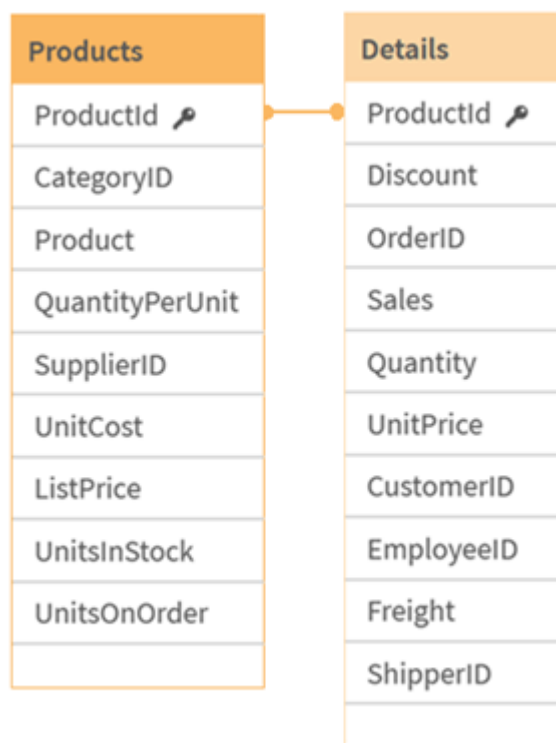 Products
ProductId
CategoryID
Product
QuantityPerUnit
SupplierID
UnitCost
ListPrice
UnitsInStock
UnitsOnOrder
Details
ProductId
Discount
OrderID
Sales
Quantity
UnitPrice
CustomerID
EmployeeID
Freight
ShipperID